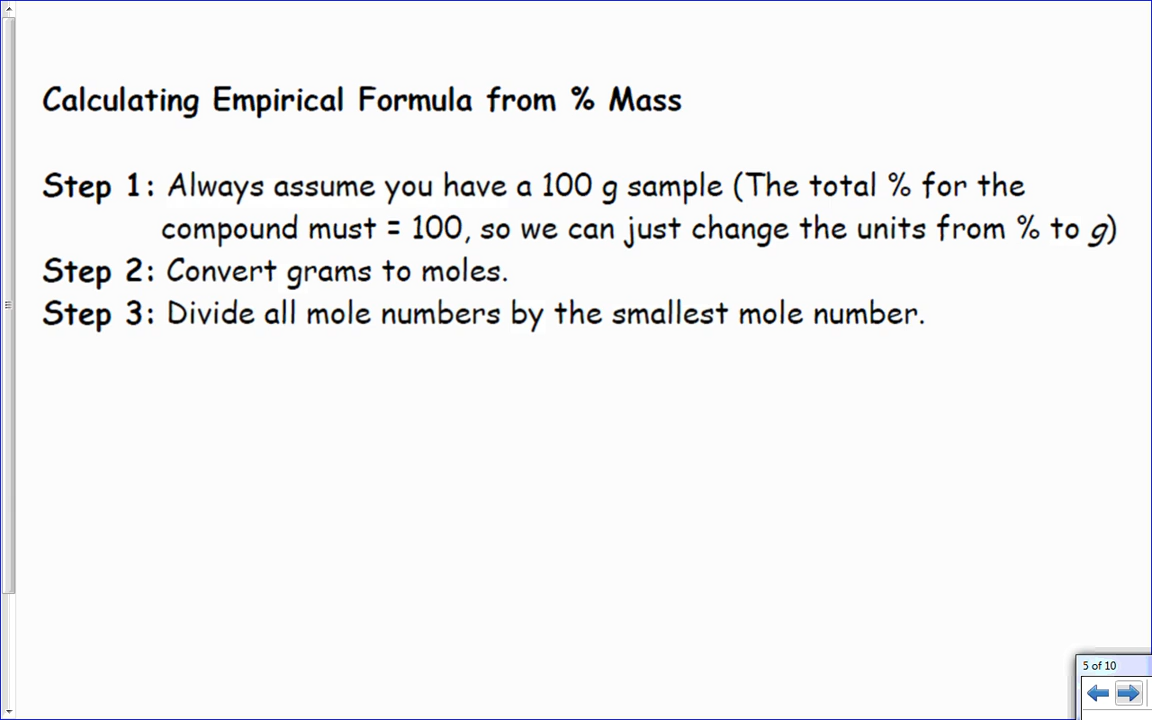 Calculating Empirical Formula from % Mass
Step 1: Always assume you have a 100 g sample (The total % for the
compound must = 100, so we can just change the units from % to g)
Step 2: Convert grams to moles.
Step 3: Divide all mole numbers by the smallest mole number.
5 of 10